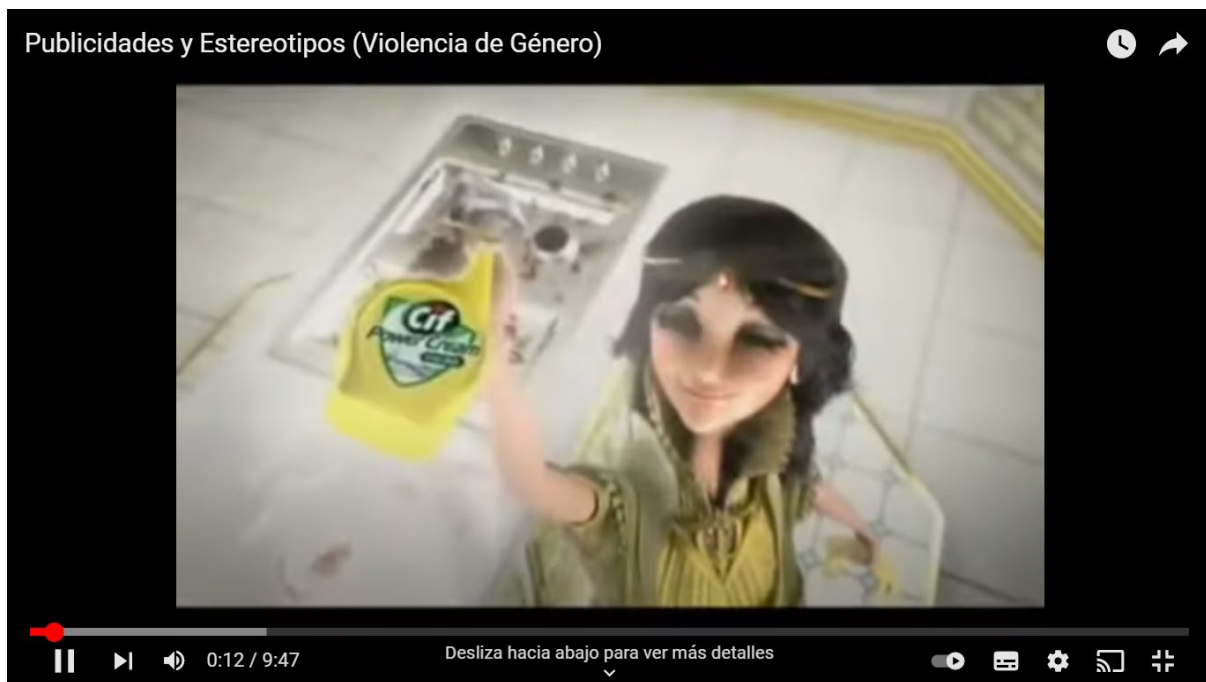 Publicidades y Estereotipos (Violencia de Género)
Cif
Power Cream
0:12 / 9:47
Desliza hacia abajo para ver más detalles